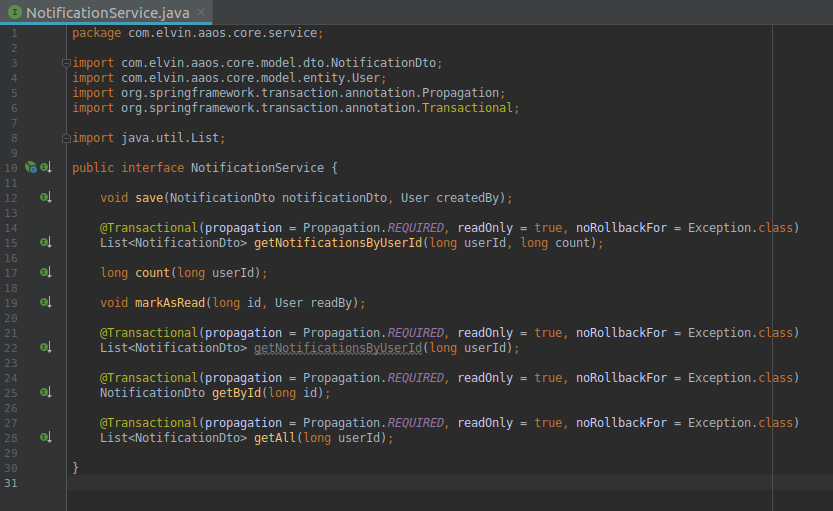 NotificationService.java
1 package com.elvin.aaos.core.service;
2
3 import com.elvin.aaos.core.model.dto.NotificationDto;
4 import com.elvin.aaos.core.model.entity.User;
5 import org.springframework.transaction.annotation.Propagation;
6 import org.springframework.transaction.annotation.Transactional;
7
8 import java.util.List;
9
10 public interface NotificationService {
11
12 void save(NotificationDto notificationDto, User createdBy);
13
14 @Transactional(propagation = Propagation.REQUIRED, readOnly = true, noRollbackFor = Exception.class)
15 List<NotificationDto> getNotificationsByUserId(long userId, long count);
16
17 long count(long userId);
18
19 void markAsRead(long id, User readBy);
20
21 @Transactional(propagation = Propagation.REQUIRED, readOnly = true, noRollbackFor = Exception.class)
22 List<NotificationDto> getNotificationsByUserId(long userId);
23
24 @Transactional(propagation = Propagation.REQUIRED, readOnly = true, noRollbackFor = Exception.class)
25 NotificationDto getById(long id);
26
27 @Transactional(propagation = Propagation.REQUIRED, readOnly = true, noRollbackFor = Exception.class)
28 List<NotificationDto> getAll(long userId);
29
30 }
31